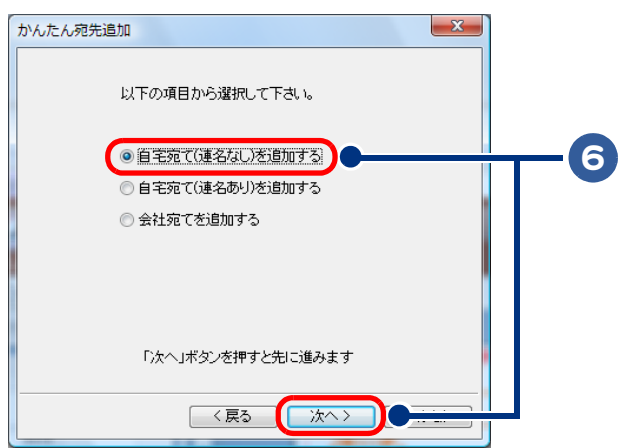 かんたん宛先追加
以下の項目から選択して下さい。
自宅宛て(連名なし)を追加する
6
自宅宛て(連名あり)を追加する
会社宛てを追加する
「次へ」ボタンを押すと先に進みます
< 戻る 次へ >